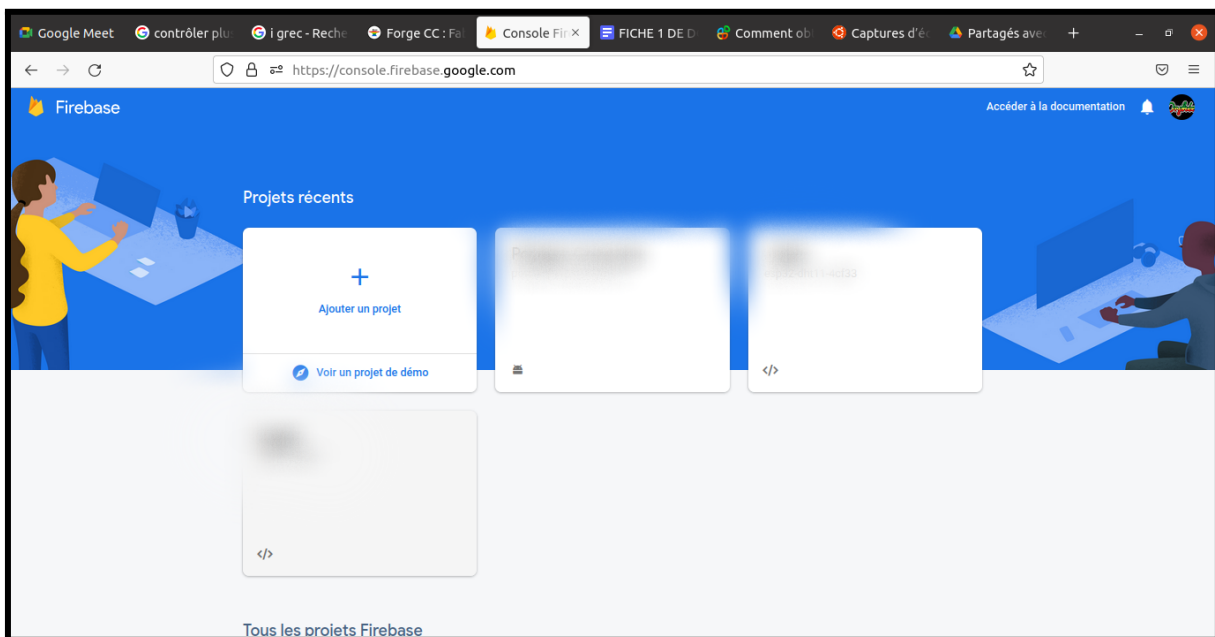 Google Meet contrôler plu i grec - Reche Forge CC : Fa Console Fir FICHE 1 DE D Comment ob Captures d'éc Partagés avec
https://console.firebase.google.com
Firebase
Accéder à la documentation
Projets récents
+
Ajouter un projet
Voir un projet de démo
</>
</>
Tous les projets Firebase